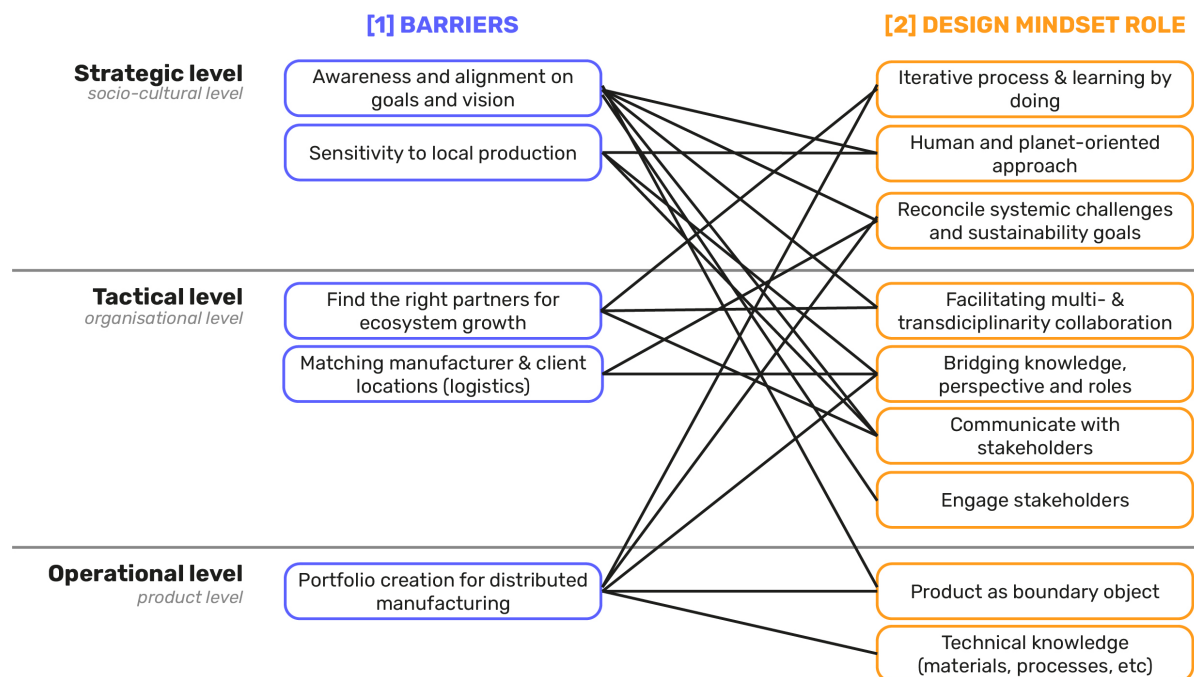 [1] BARRIERS
[2] DESIGN MINDSET ROLE
Strategic level
socio-cultural level
Awareness and alignment on
goals and vision
Sensitivity to local production
Iterative process & learning by
doing
Human and planet-oriented
approach
Reconcile systemic challenges
and sustainability goals
Tactical level
organisational level
Find the right partners for
ecosystem growth
Matching manufacturer & client
locations (logistics)
Facilitating multi- &
transdiciplinarity collaboration
Bridging knowledge,
perspective and roles
Communicate with
stakeholders
Engage stakeholders
Operational level
product level
Portfolio creation for distributed
manufacturing
Product as boundary object
Technical knowledge
(materials, processes, etc)